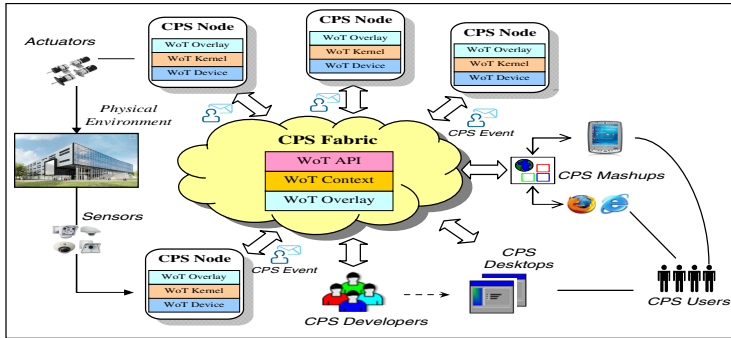 CPS Node
WoT Overlay
WoT Kernel
WoT Device
CPS Node
WoT Overlay
WoT Kernel
WoT Device
CPS Node
WoT Overlay
WoT Kernel
WoT Device
Actuators
Physical
Environment
CPS Event
CPS Fabric
WoT API
WoT Context
WoT Overlay
CPS Mashups
Sensors
CPS Node
WoT Overlay
WoT Kernel
WoT Device
CPS Event
CPS Developers
CPS
Desktops
CPS Users